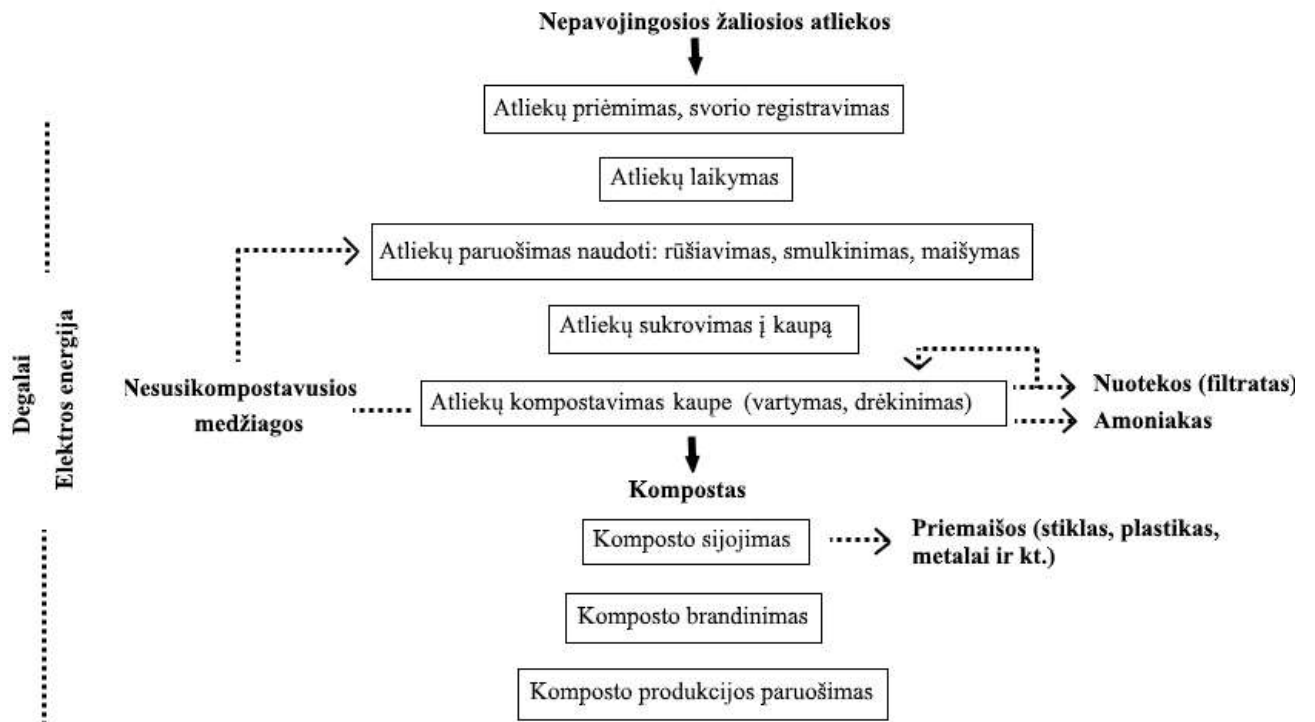 Nepavojingosios žaliosios atliekos
Atliekų priėmimas, svorio registravimas
Atliekų laikymas
Atliekų paruošimas naudoti: rūšiavimas, smulkinimas, maišymas
Atliekų sukrovimas į kaupą
Degalai
Elektros energija
Nesusikompostavusios
medžiagos
Atliekų kompostavimas kaupe (vartymas, drėkinimas)
Nuotekos (filtratas)
Amoniakas
Kompostas
Komposto sijojimas
Priemaišos (stiklas, plastikas,
metalai ir kt.)
Komposto brandinimas
Komposto produkcijos paruošimas